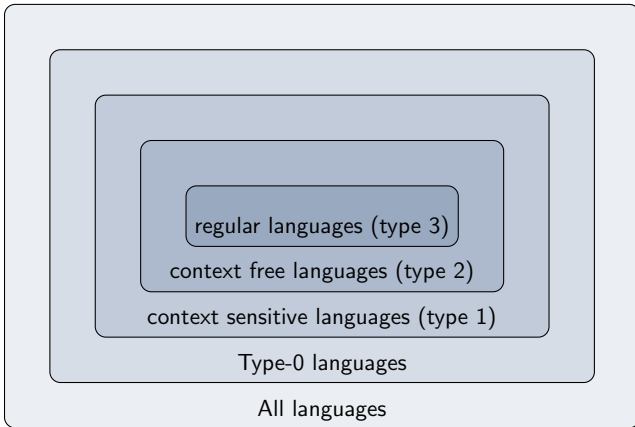 regular languages (type 3)
context free languages (type 2)
context sensitive languages (type 1)
Type-0 languages
All languages